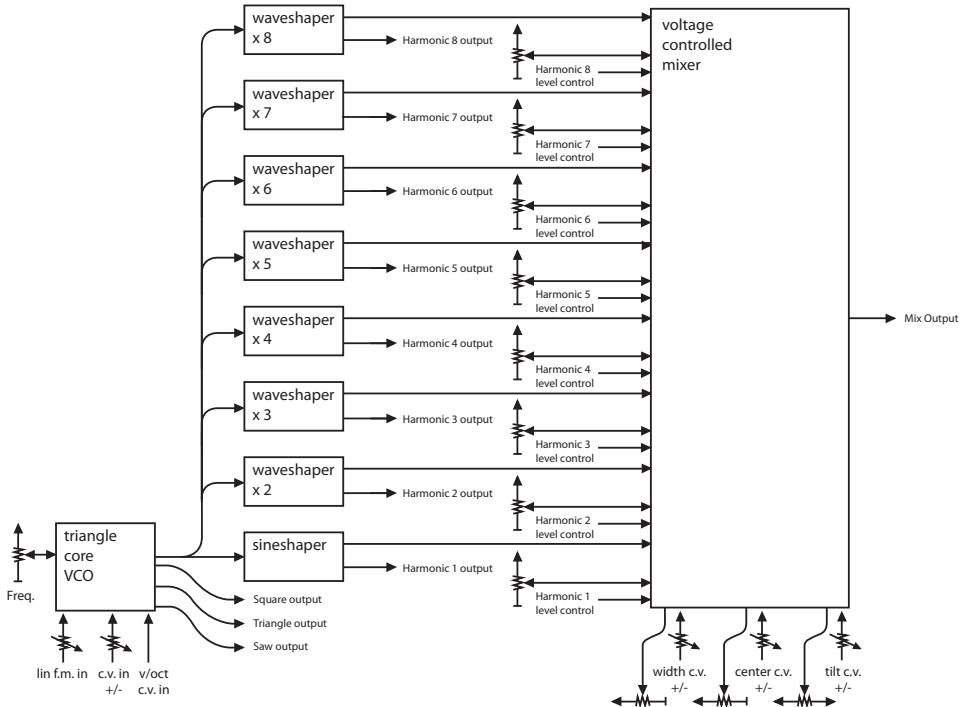 waveshaper
x 8
Harmonic 8 output
Harmonic 8
level control
voltage
controlled
mixer
waveshaper
x 7
Harmonic 7 output
Harmonic 7
level control
waveshaper
x 6
Harmonic 6 output
Harmonic 6
level control
waveshaper
x 5
Harmonic 5 output
Harmonic 5
level control
waveshaper
x 4
Harmonic 4 output
Harmonic 4
level control
Mix Output
waveshaper
x 3
Harmonic 3 output
Harmonic 3
level control
waveshaper
x 2
Harmonic 2 output
Harmonic 2
level control
sineshaper
Harmonic 1 output
Harmonic 1
level control
triangle
core
VCO
Freq.
Square output
Triangle output
Saw output
lin f.m. in
c.v. in
+/-
v/oct
c.v. in
width c.v.
+/-
center c.v.
+/-
tilt c.v.
+/-